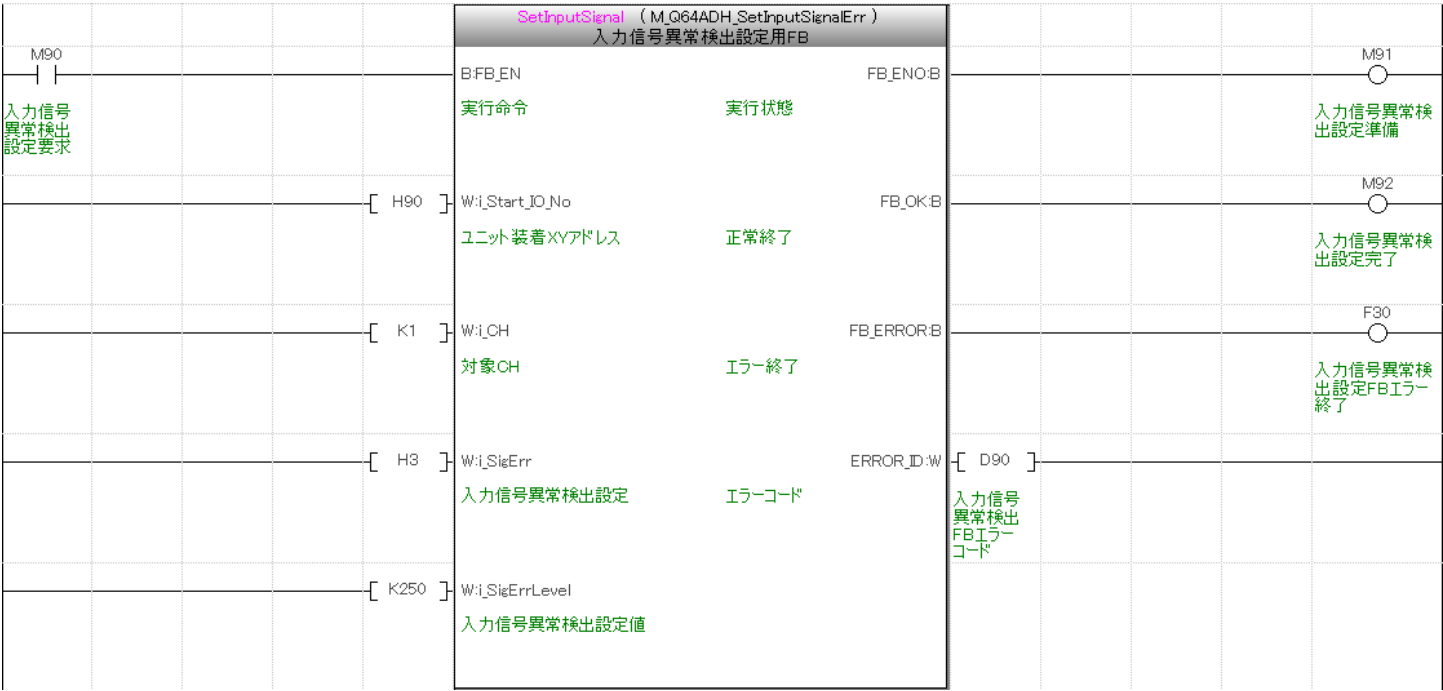 SetInputSignal (M_Q64ADH_SetInputSignalErr)
入力信号異常検出設定用FB
M90
入力信号
異常検出
設定要求
B:FB_EN
実行命令
FB_ENO:B
実行状態
M91
入力信号異常検
出設定準備
H90
W:i_Start_IO_No
ユニット装着XYアドレス
FB_OK:B
正常終了
M92
入力信号異常検
出設定完了
K1
W:i_CH
対象CH
FB_ERROR:B
エラー終了
F30
入力信号異常検
出設定FBエラー
終了
H3
W:i_SigErr
入力信号異常検出設定
ERROR_ID:W
エラーコード
D90
入力信号
異常検出
FBエラー
コード
K250
W:i_SigErrLevel
入力信号異常検出設定値